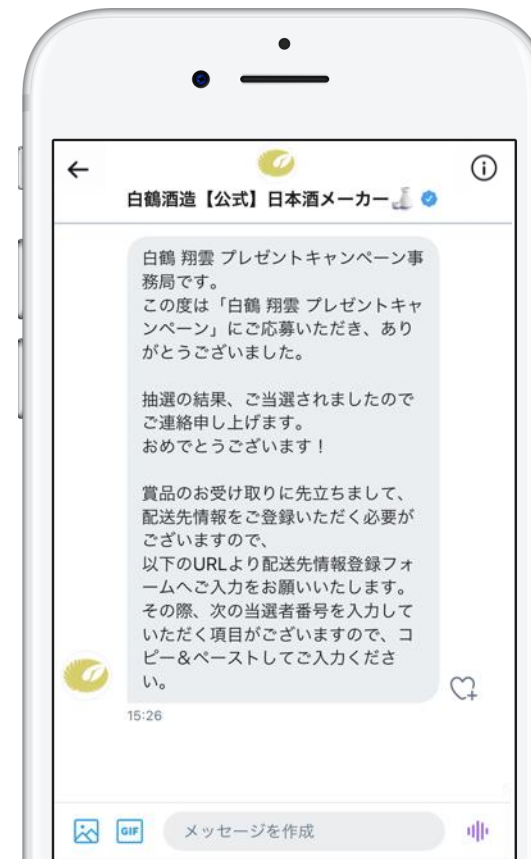 白鶴酒造【公式】日本酒メーカー🍶
白鶴 翔雲 プレゼントキャンペーン事
務局です。
この度は「白鶴 翔雲 プレゼントキャ
ンペーン」にご応募いただき、あり
がとうございました。
抽選の結果、ご当選されましたので
ご連絡申し上げます。
おめでとうございます！
賞品のお受け取りに先立ちまして、
配送先情報をご登録いただく必要が
ございますので、
以下のURLより配送先情報登録フォ
ームへご入力をお願いいたします。
その際、次の当選者番号を入力して
いただく項目がございますので、コ
ピー＆ペーストしてご入力くださ
い。
15:26
GIF
メッセージを作成